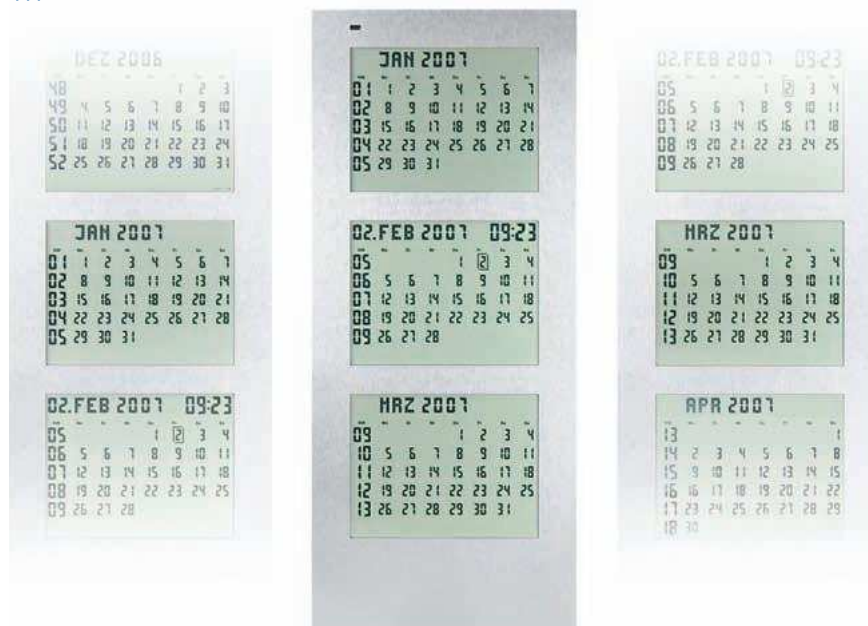 DEZ 2006
48 1 2 3
49 4 5 6 7 8 9 10
50 11 12 13 14 15 16 17
51 18 19 20 21 22 23 24
52 25 26 27 28 29 30 31
JAN 2007
01 1 2 3 4 5 6 7
02 8 9 10 11 12 13 14
03 15 16 17 18 19 20 21
04 22 23 24 25 26 27 28
05 29 30 31
02.FEB 2007 09:23
05 1 2 3 4
06 5 6 7 8 9 10 11
07 12 13 14 15 16 17 18
08 19 20 21 22 23 24 25
09 26 27 28
JAN 2007
01 1 2 3 4 5 6 7
02 8 9 10 11 12 13 14
03 15 16 17 18 19 20 21
04 22 23 24 25 26 27 28
05 29 30 31
02.FEB 2007 09:23
05 1 2 3 4
06 5 6 7 8 9 10 11
07 12 13 14 15 16 17 18
08 19 20 21 22 23 24 25
09 26 27 28
MRZ 2007
09 1 2 3 4
10 5 6 7 8 9 10 11
11 12 13 14 15 16 17 18
12 19 20 21 22 23 24 25
13 26 27 28 29 30 31
02.FEB 2007 09:23
05 1 2 3 4
06 5 6 7 8 9 10 11
07 12 13 14 15 16 17 18
08 19 20 21 22 23 24 25
09 26 27 28
MRZ 2007
09 1 2 3 4
10 5 6 7 8 9 10 11
11 12 13 14 15 16 17 18
12 19 20 21 22 23 24 25
13 26 27 28 29 30 31
APR 2007
13 1
14 2 3 4 5 6 7 8
15 9 10 11 12 13 14 15
16 16 17 18 19 20 21 22
17 23 24 25 26 27 28 29
18 30